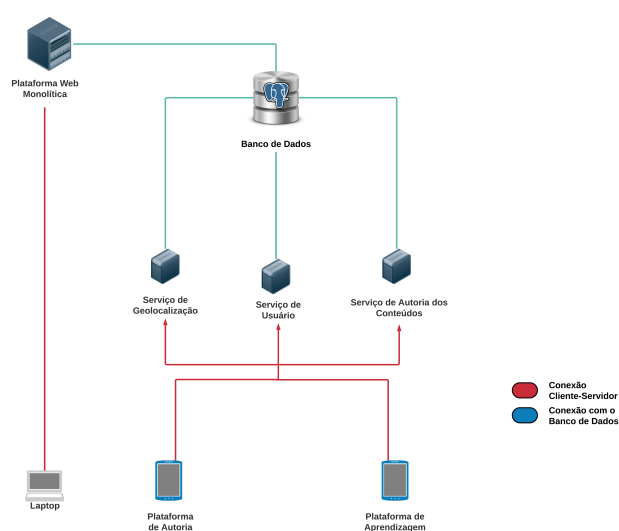 Plataforma Web
Monolítica
Banco de Dados
Serviço de
Geolocalização
Serviço de
Usuário
Serviço de Autoria dos
Conteúdos
Conexão
Cliente-Servidor
Conexão com o
Banco de Dados
Laptop
Plataforma
de Autoria
Plataforma de
Aprendizagem